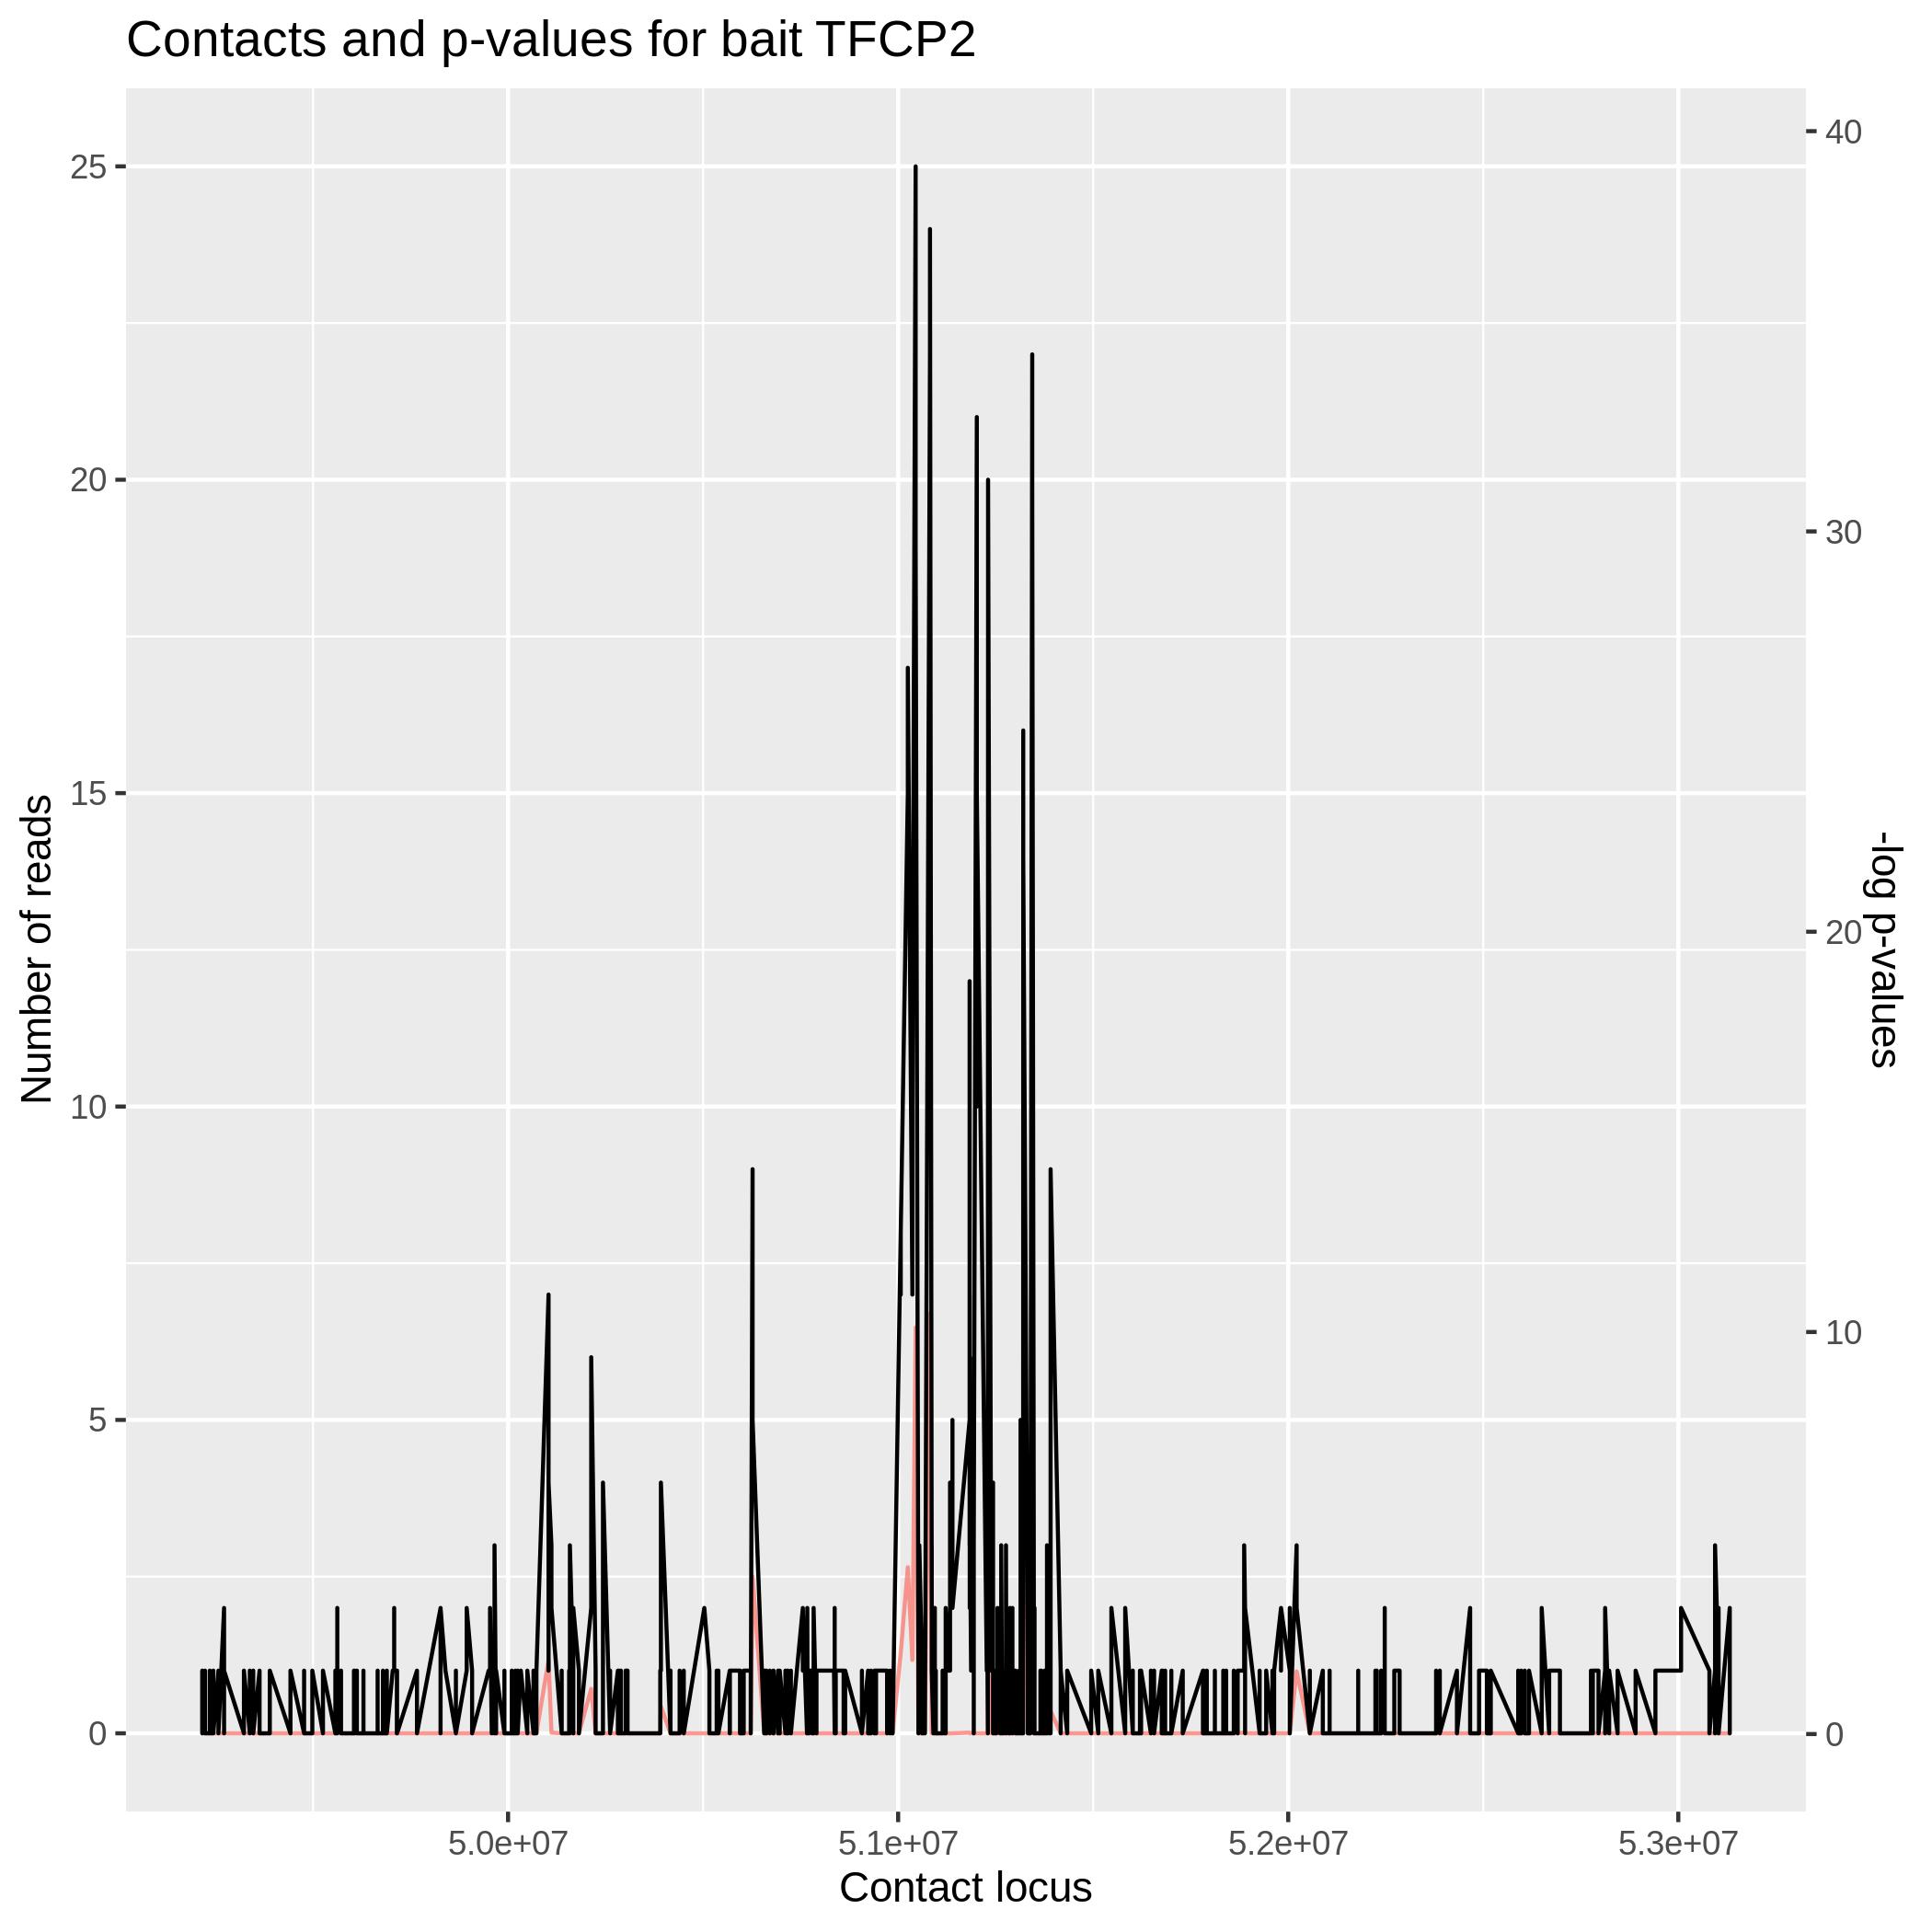 Contacts and p-values for bait TFCP2
Number of reads
25
20
15
10
5
0
40
30
20
10
0
-log p-values
5.0e+07
5.1e+07
5.2e+07
5.3e+07
Contact locus